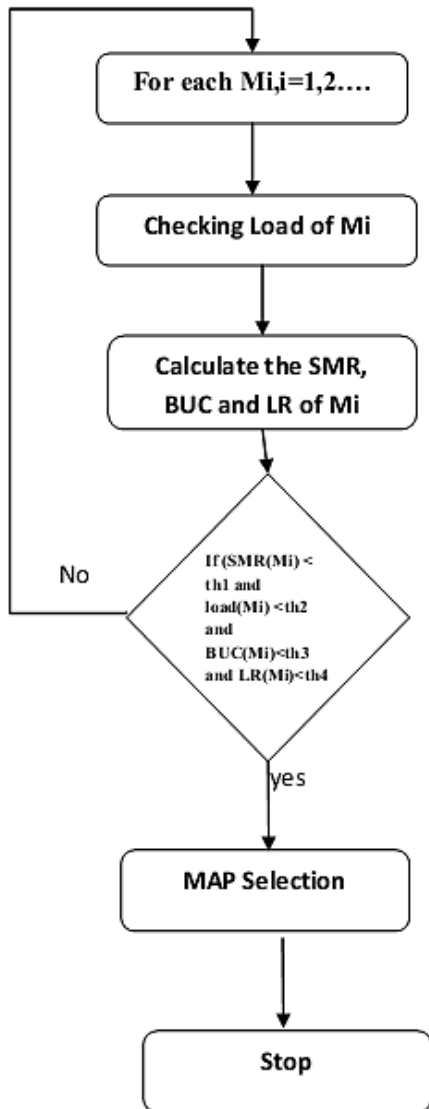 For each Mi,i=1,2....
Checking Load of Mi
Calculate the SMR,
BUC and LR of Mi
If (SMR(Mi) <
th1 and
load(Mi) <th2
and
BUC(Mi)<th3
and LR(Mi)<th4
No
yes
MAP Selection
Stop